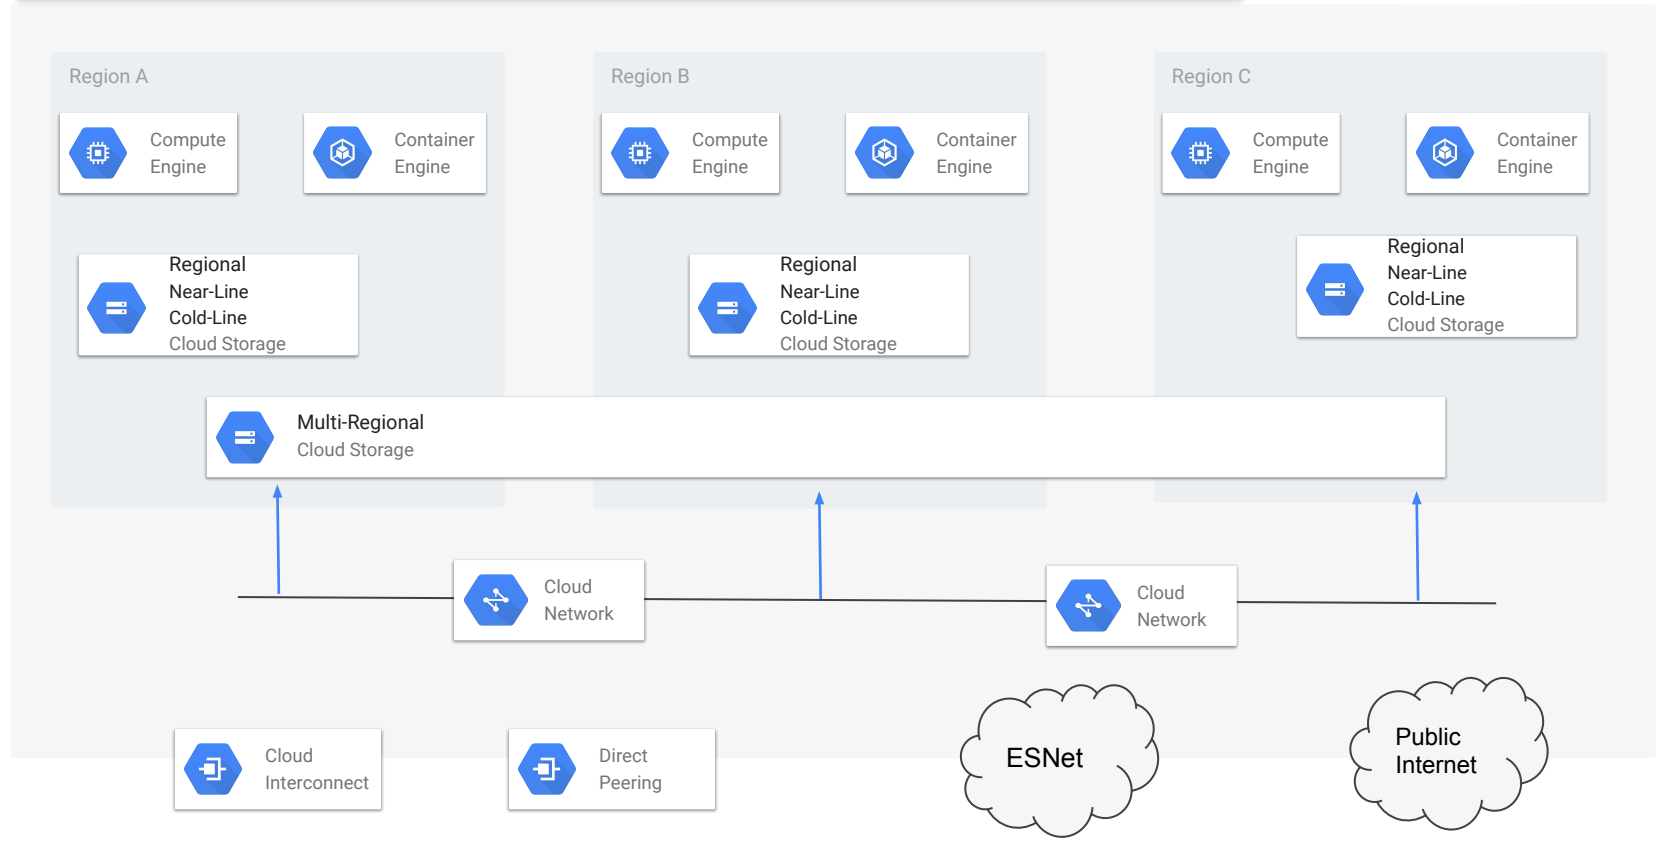 Region A
Compute
Engine
Container
Engine
Regional
Near-Line
Cold-Line
Cloud Storage
Region B
Compute
Engine
Container
Engine
Regional
Near-Line
Cold-Line
Cloud Storage
Region C
Compute
Engine
Container
Engine
Regional
Near-Line
Cold-Line
Cloud Storage
Multi-Regional
Cloud Storage
Cloud
Network
Cloud
Network
Cloud
Interconnect
Direct
Peering
ESNet
Public
Internet